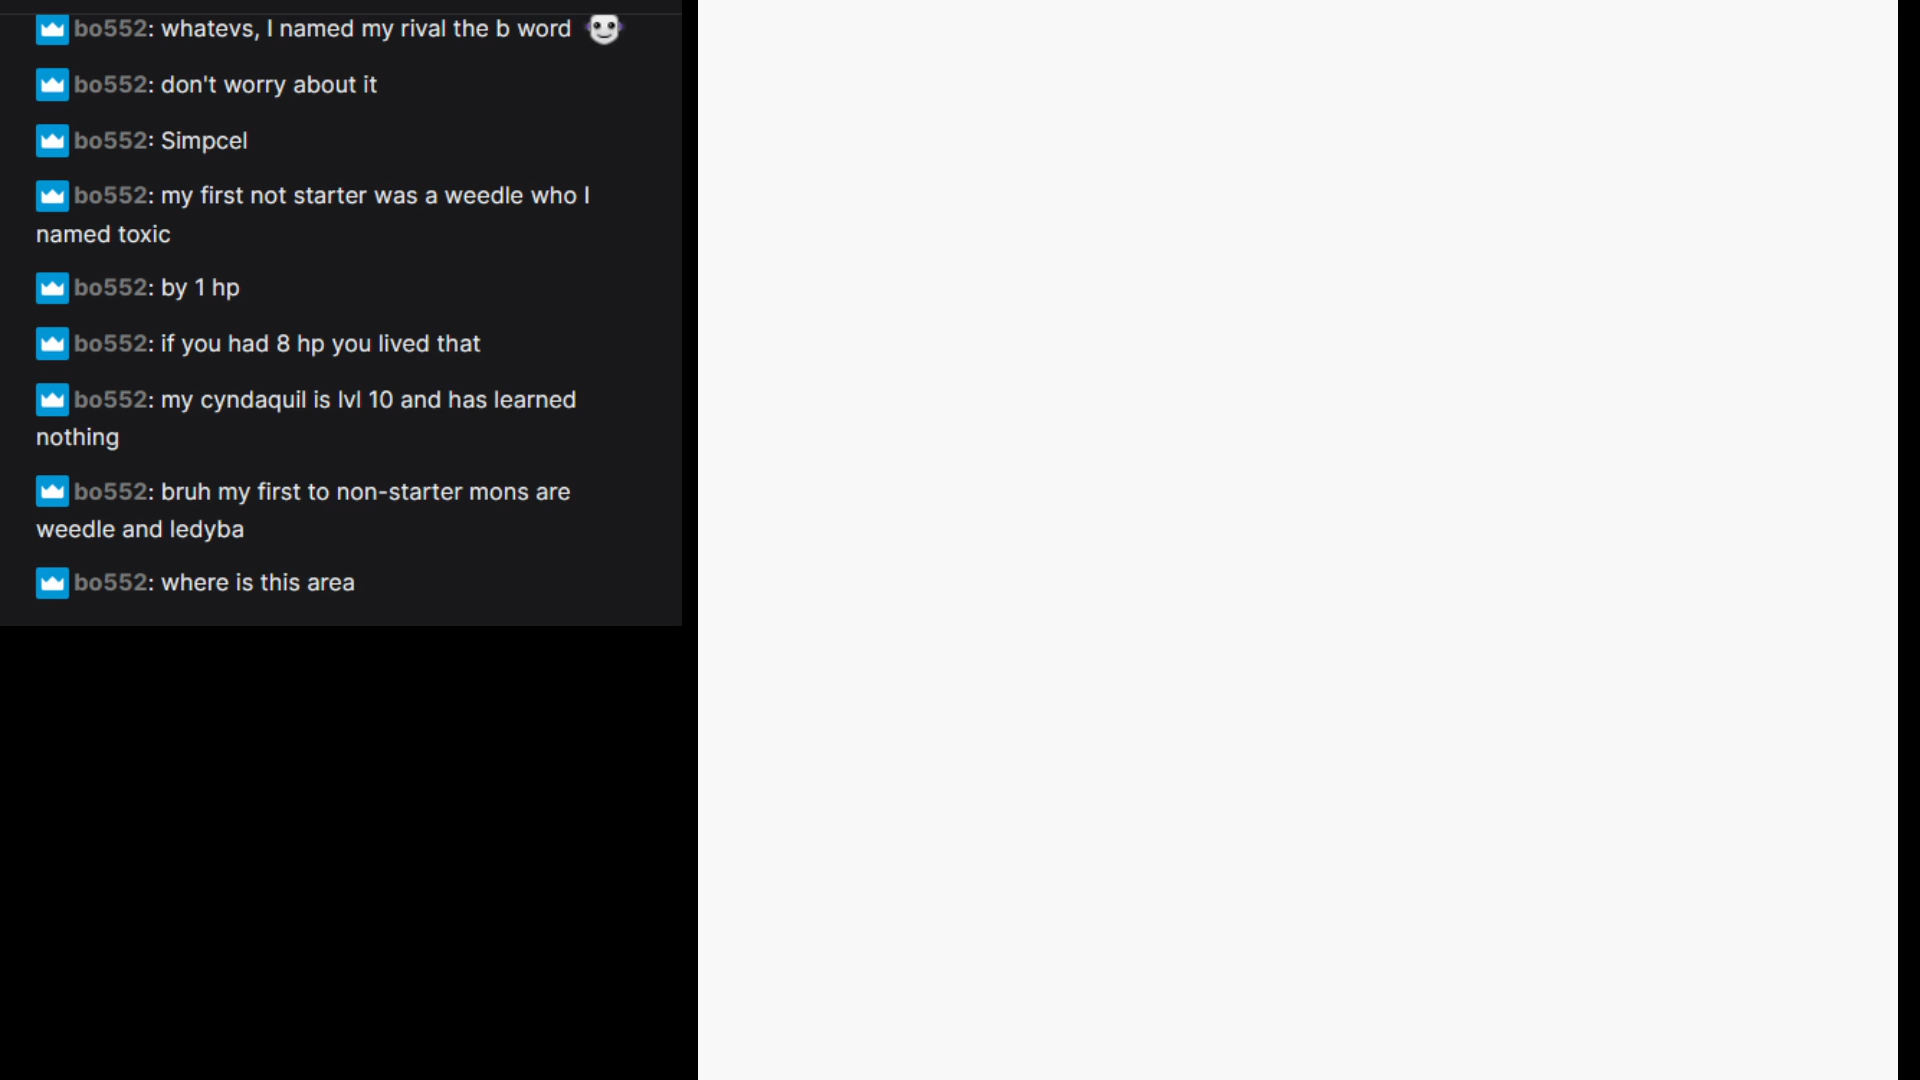 bo552: whatevs, I named my rival the b word
bo552: don't worry about it
bo552: Simpcel
bo552: my first not starter was a weedle who I
named toxic
bo552: by 1 hp
bo552: if you had 8 hp you lived that
bo552: my cyndaquil is lvl 10 and has learned
nothing
bo552: bruh my first to non-starter mons are
weedle and ledyba
bo552: where is this area